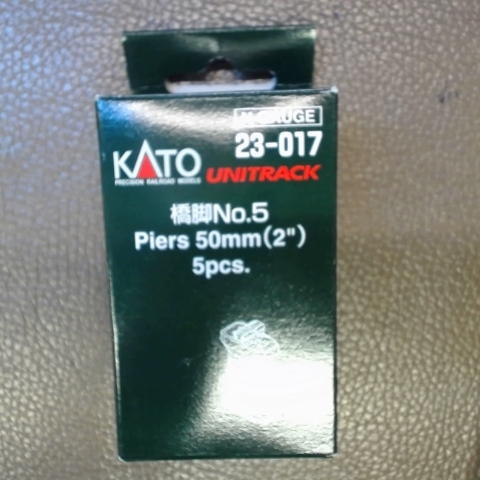 N GAUGE
23-017
KATO UNITRACK
PRECISION RAILROAD MODELS
橋脚No.5
Piers 50mm(2")
5pcs.